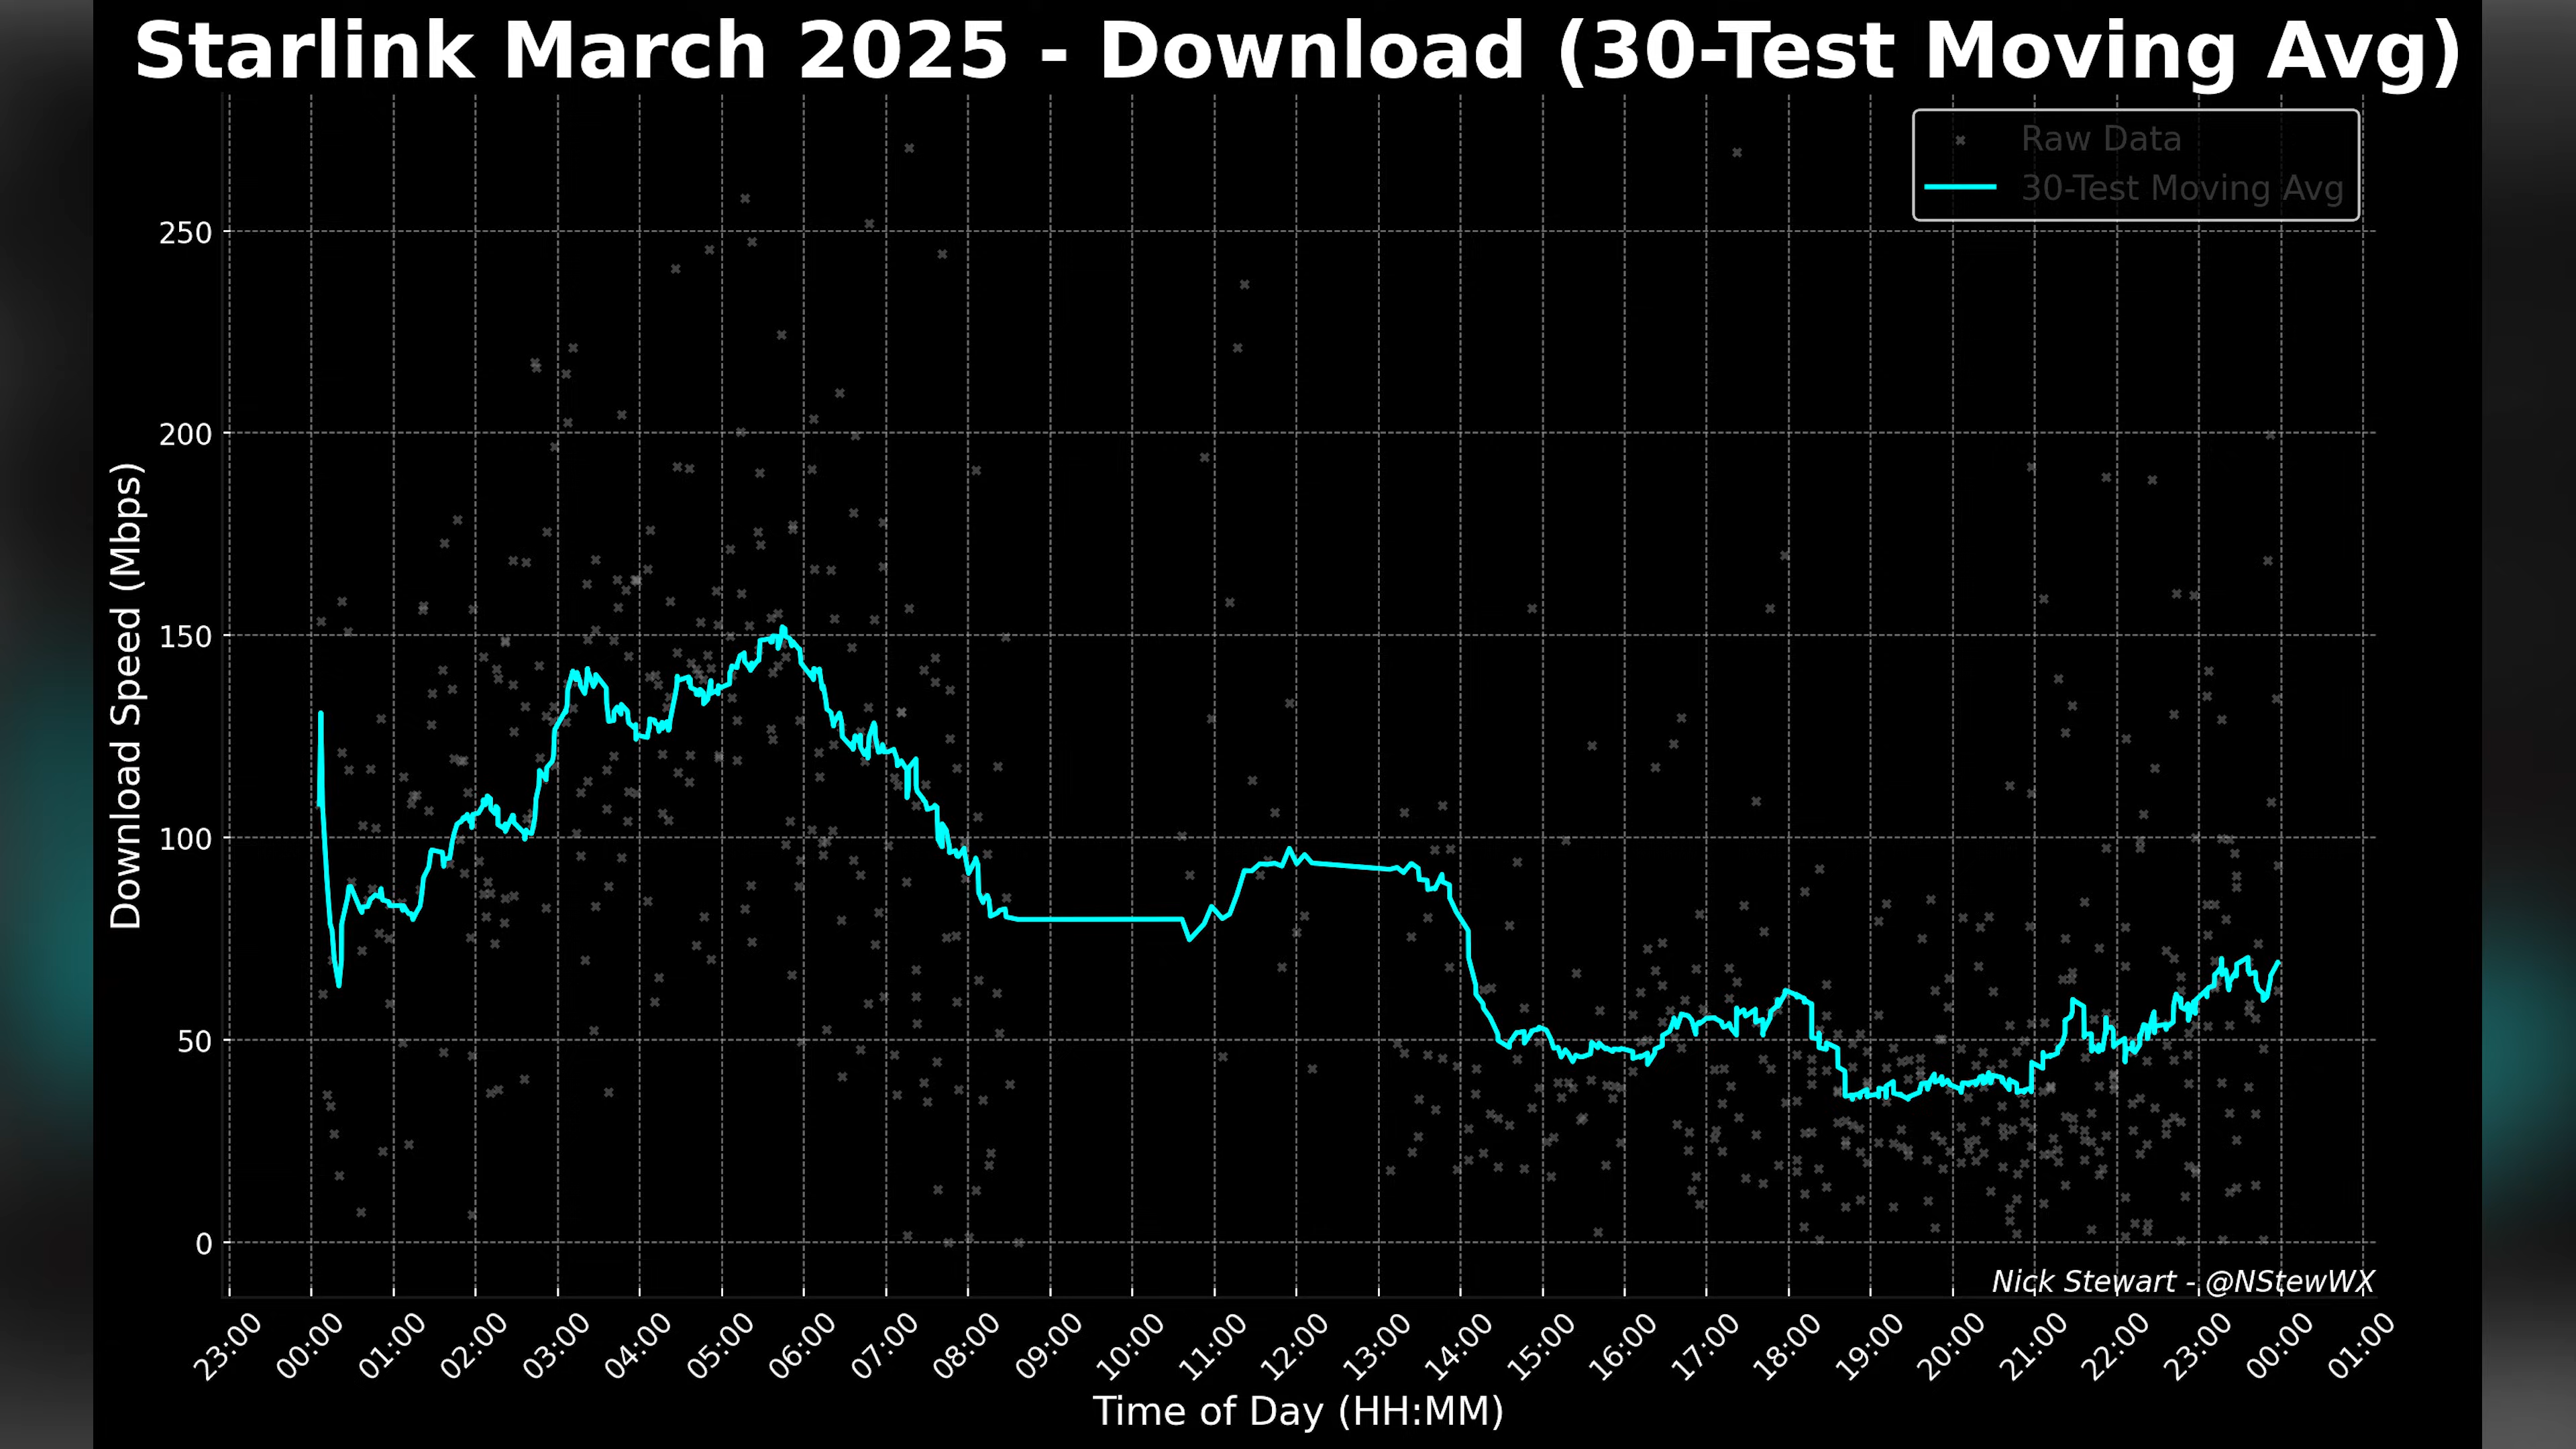 Starlink March 2025 - Download (30-Test Moving Avg)
Raw Data
30-Test Moving Avg
250
200
150
100
50
0
Download Speed (Mbps)
Nick Stewart - @NStewWX
23:00 00:00 01:00 02:00 03:00 04:00 05:00 06:00 07:00 08:00 09:00 10:00 11:00 12:00 13:00 14:00 15:00 16:00 17:00 18:00 19:00 20:00 21:00 22:00 23:00 00:00 01:00
Time of Day (HH:MM)